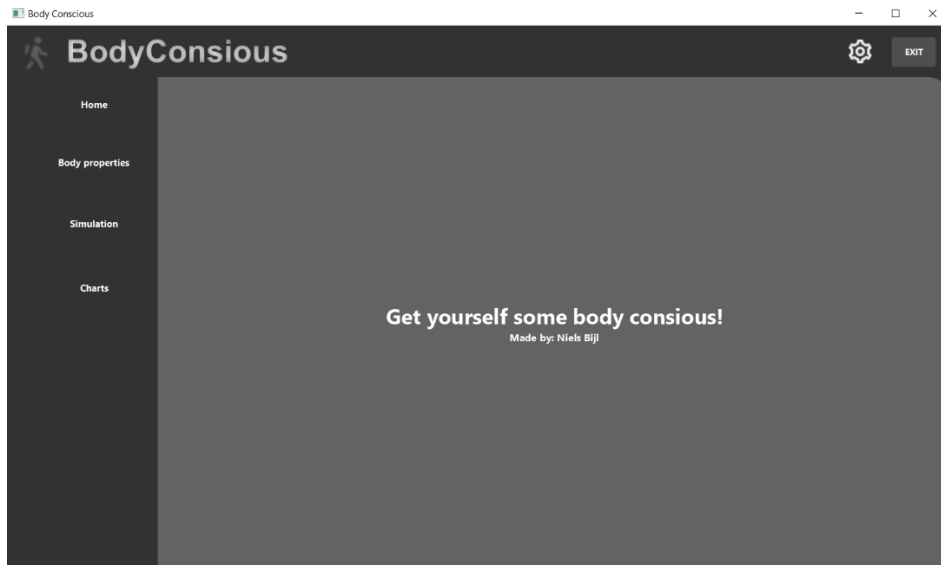 Body Conscious
BodyConsious
EXIT
Home
Body properties
Simulation
Charts
Get yourself some body consious!
Made by: Niels Bijl